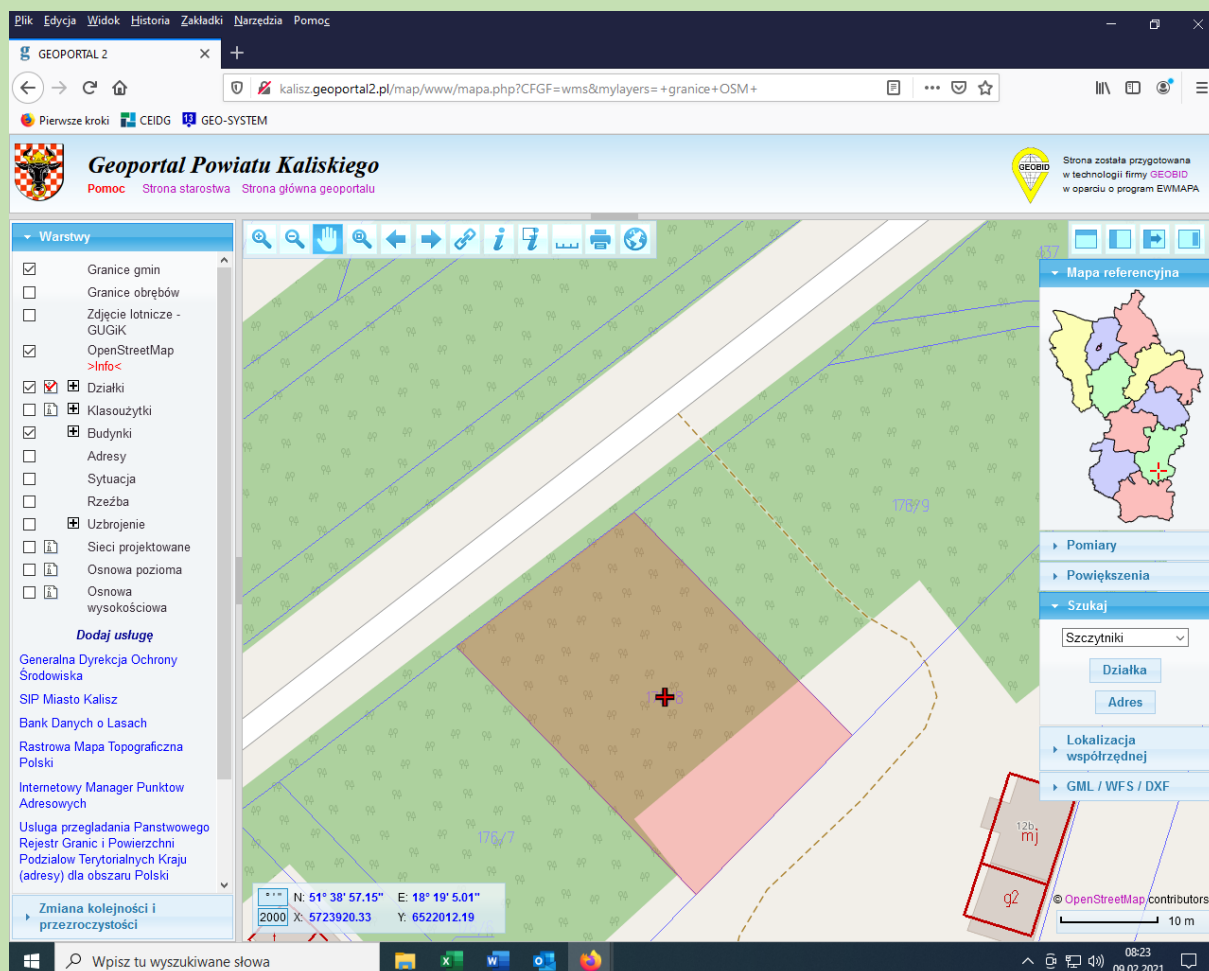 Plik Edycja Widok Historia Zakładki Narzędzia Pomoc
GEOPORTAL 2
kalisz.geoportal2.pl/map/www/mapa.php?CFGF=wms&mylayers=+granice+OSM+
Pierwsze kroki CEIDG GEO-SYSTEM
Geoportal Powiatu Kaliskiego
Pomoc Strona starostwa Strona główna geoportalu
GEOBID
Strona została przygotowana
w technologii firmy GEOBID
w oparciu o program EWMAPA
Warstwy
Granice gmin
Granice obrębów
Zdjęcie lotnicze -
GUGiK
OpenStreetMap
>Info<
Działki
Klasoużytki
Budynki
Adresy
Sytuacja
Rzeźba
Uzbrojenie
Sieci projektowane
Osnowa pozioma
Osnowa
wysokościowa
Dodaj usługę
Generalna Dyrekcja Ochrony
Środowiska
SIP Miasto Kalisz
Bank Danych o Lasach
Rastrowa Mapa Topograficzna
Polski
Internetowy Manager Punktow
Adresowych
Usluga przegladania Panstwowego
Rejestr Granic i Powierzchni
Podzialow Terytorialnych Kraju
(adresy) dla obszaru Polski
Zmiana kolejności i
przezroczystości
437
176/9
176/7
12b
mj
g2
Mapa referencyjna
Pomiary
Powiększenia
Szukaj
Szczytniki
Działka
Adres
Lokalizacja
współrzędnej
GML / WFS / DXF
° ' " N: 51° 38' 57.15" E: 18° 19' 5.01"
2000 X: 5723920.33 Y: 6522012.19
© OpenStreetMap contributors
10 m
Wpisz tu wyszukiwane słowa
08:23
09.02.2021